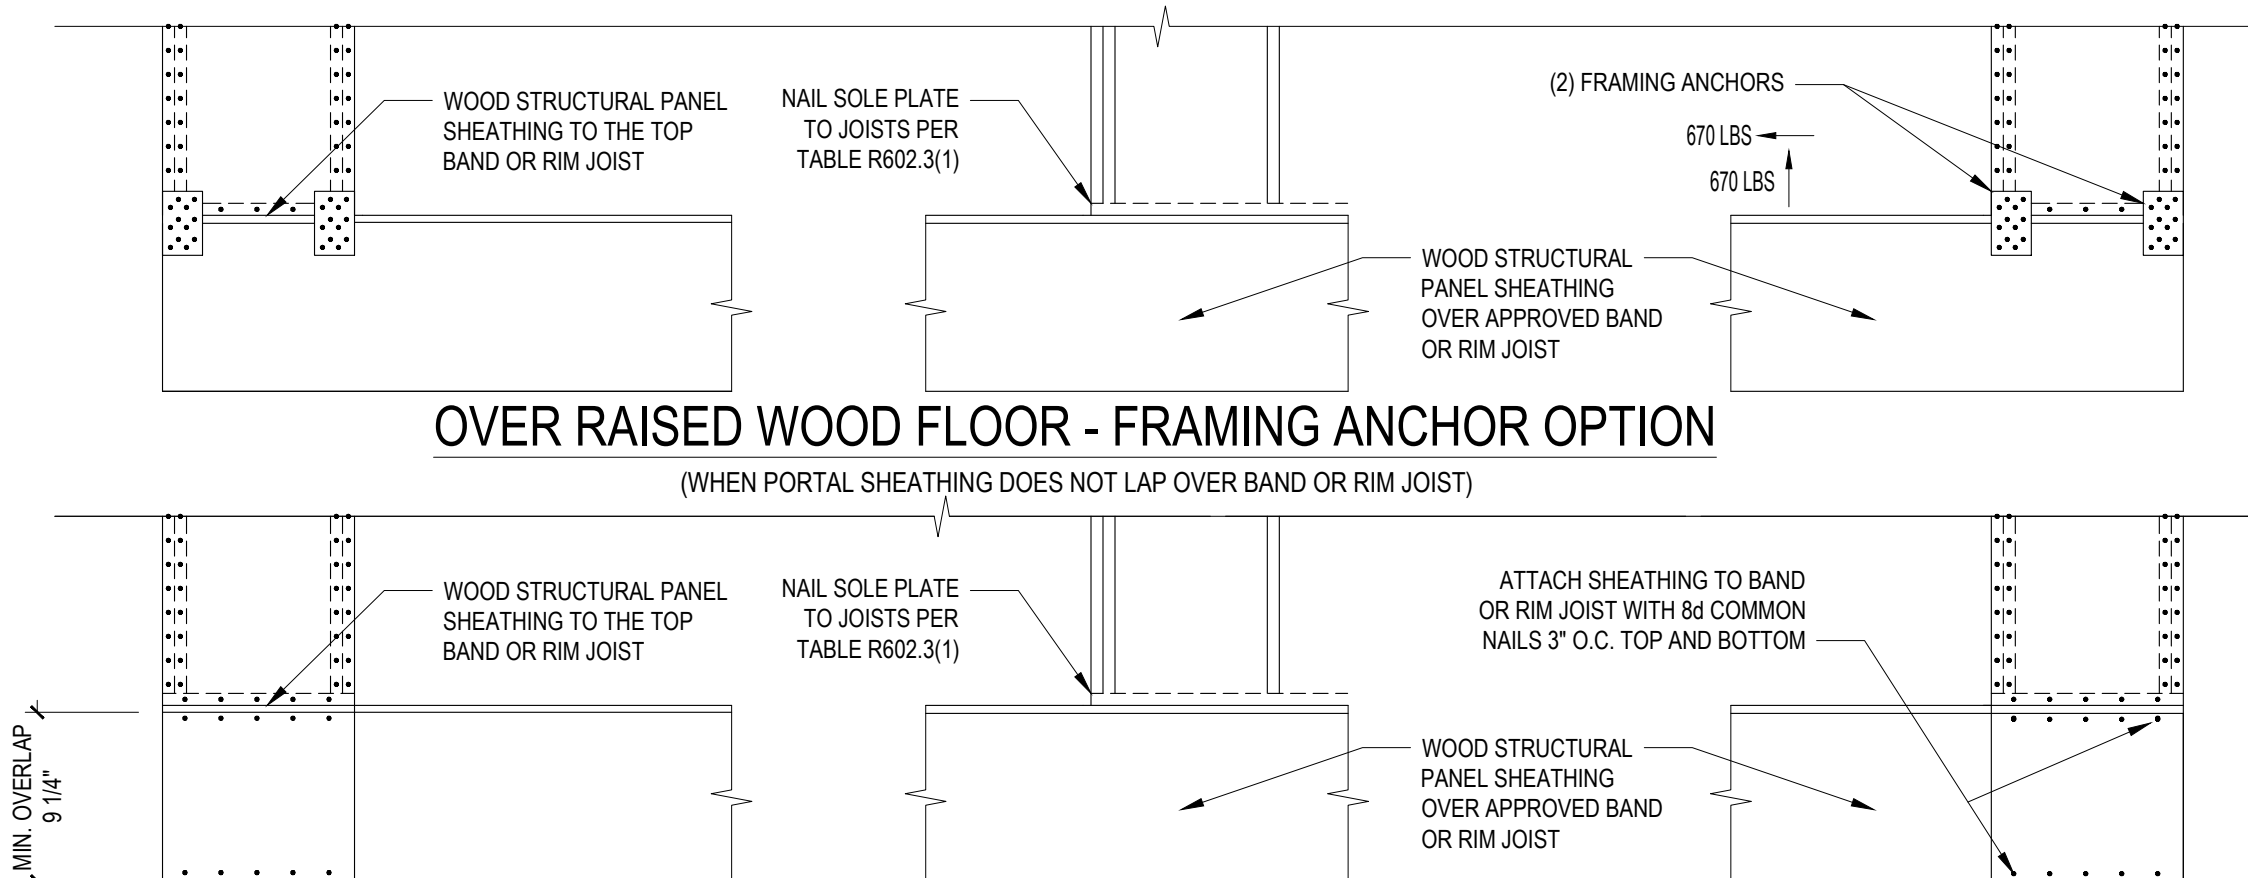 WOOD STRUCTURAL PANEL
SHEATHING TO THE TOP
BAND OR RIM JOIST
NAIL SOLE PLATE
TO JOISTS PER
TABLE R602.3(1)
(2) FRAMING ANCHORS
670 LBS
670 LBS
WOOD STRUCTURAL
PANEL SHEATHING
OVER APPROVED BAND
OR RIM JOIST
OVER RAISED WOOD FLOOR - FRAMING ANCHOR OPTION
(WHEN PORTAL SHEATHING DOES NOT LAP OVER BAND OR RIM JOIST)
WOOD STRUCTURAL PANEL
SHEATHING TO THE TOP
BAND OR RIM JOIST
NAIL SOLE PLATE
TO JOISTS PER
TABLE R602.3(1)
ATTACH SHEATHING TO BAND
OR RIM JOIST WITH 8d COMMON
NAILS 3" O.C. TOP AND BOTTOM
MIN. OVERLAP
9 1/4"
WOOD STRUCTURAL
PANEL SHEATHING
OVER APPROVED BAND
OR RIM JOIST